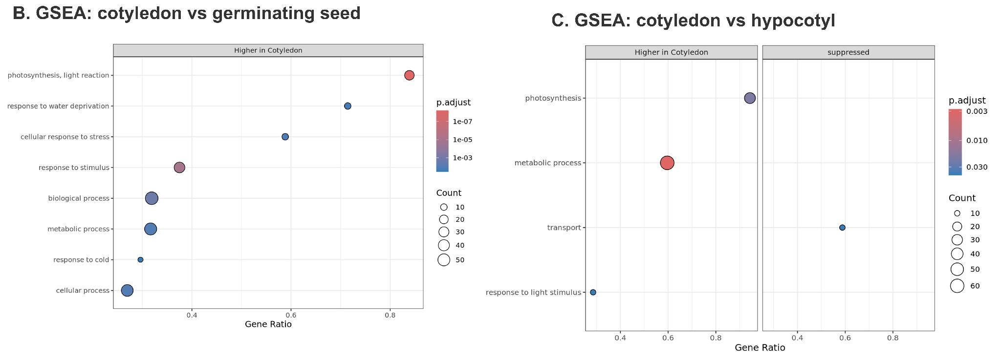 B. GSEA: cotyledon vs germinating seed
Higher in Cotyledon
photosynthesis, light reaction
response to water deprivation
cellular response to stress
response to stimulus
biological process
metabolic process
response to cold
cellular process
0.4 0.6 0.8
Gene Ratio
p.adjust
1e-07
1e-05
1e-03
Count
10
20
30
40
50
C. GSEA: cotyledon vs hypocotyl
Higher in Cotyledon suppressed
photosynthesis
metabolic process
transport
response to light stimulus
0.4 0.6 0.8 0.4 0.6 0.8
Gene Ratio
p.adjust
0.003
0.010
0.030
Count
10
20
30
40
50
60